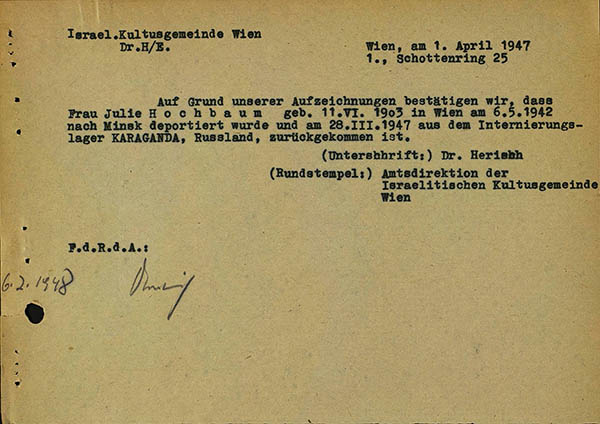 Israel.Kultusgemeinde Wien
Dr.H/E.
Wien, am 1. April 1947
1., Schottenring 25
Auf Grund unserer Aufzeichnungen bestätigen wir, dass
Frau Julie H o c h b a u m geb. 11.VI. 1903 in Wien am 6.5.1942
nach Minsk deportiert wurde und am 28.III.1947 aus dem Internierungs-
lager KARAGANDA, Russland, zurückgekommen ist.
(Untershhrift:) Dr. Herishh
(Rundstempel:) Amtsdirektion der
Israelitischen Kultusgemeinde
Wien
F.d.R.d.A.:
6.2.1948